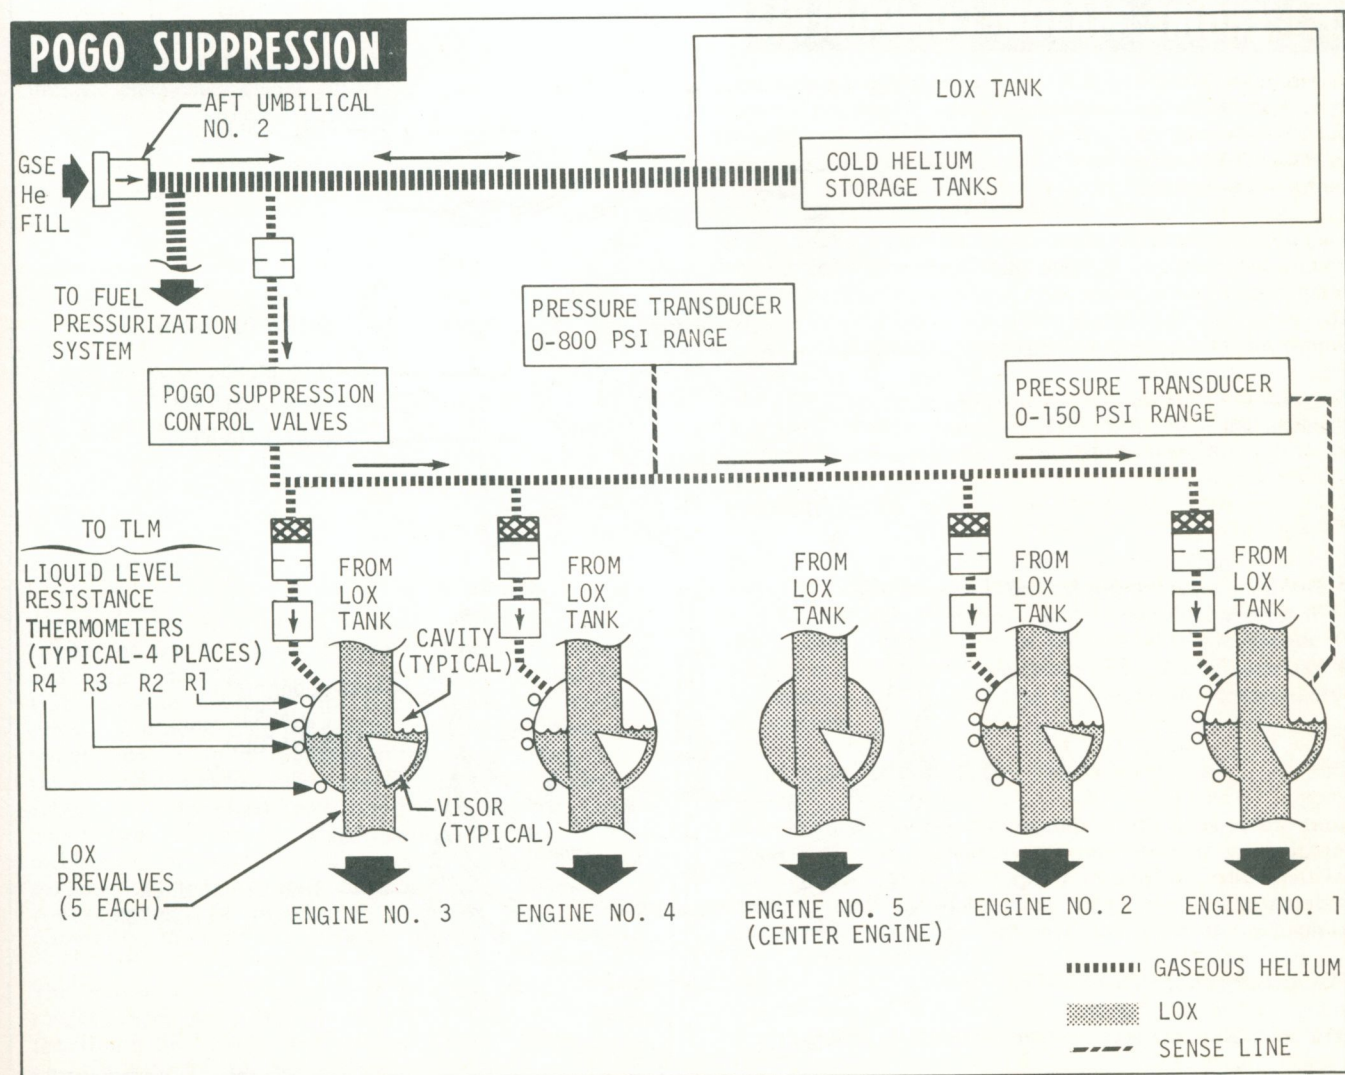 POGO SUPPRESSION
AFT UMBILICAL
NO. 2
GSE
He
FILL
LOX TANK
COLD HELIUM
STORAGE TANKS
TO FUEL
PRESSURIZATION
SYSTEM
PRESSURE TRANSDUCER
0-800 PSI RANGE
POGO SUPPRESSION
CONTROL VALVES
PRESSURE TRANSDUCER
0-150 PSI RANGE
TO TLM
LIQUID LEVEL
RESISTANCE
THERMOMETERS
(TYPICAL-4 PLACES)
R4 R3 R2 R1
FROM
LOX
TANK
CAVITY
(TYPICAL)
FROM
LOX
TANK
FROM
LOX
TANK
FROM
LOX
TANK
FROM
LOX
TANK
VISOR
(TYPICAL)
LOX
PREVALVES
(5 EACH)
ENGINE NO. 3
ENGINE NO. 4
ENGINE NO. 5
(CENTER ENGINE)
ENGINE NO. 2
ENGINE NO. 1
GASEOUS HELIUM
LOX
SENSE LINE